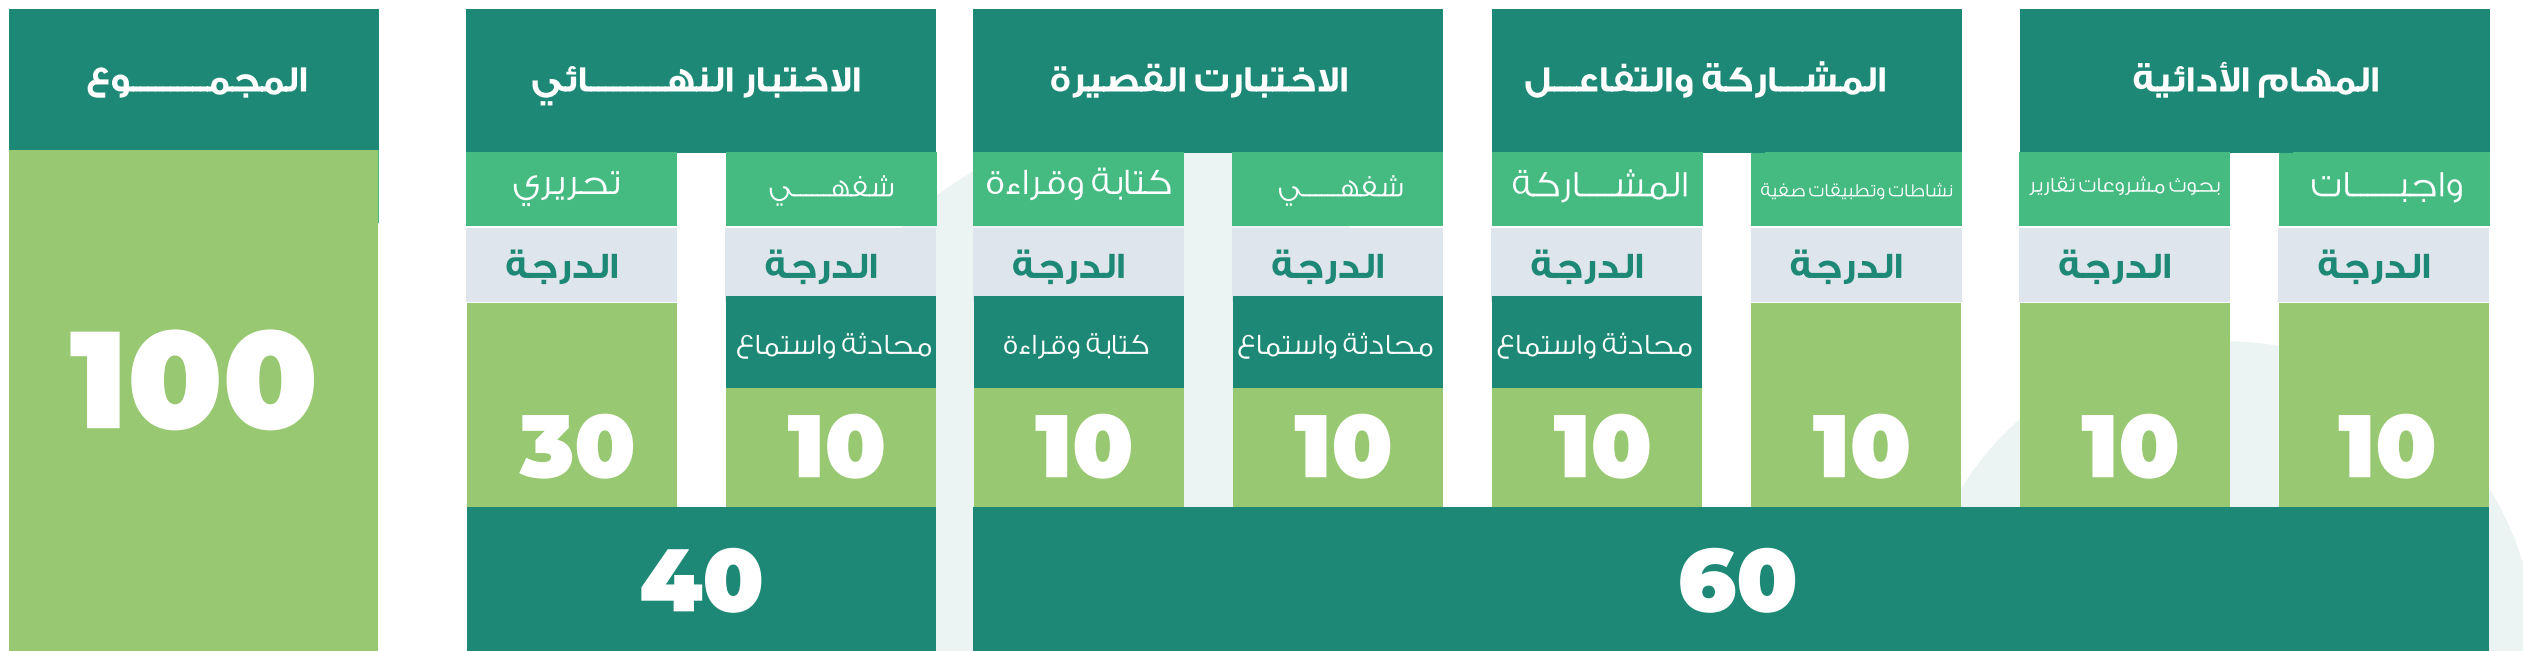 المهام الأدائية
المشاركة والتفاعل
الاختبارت القصيرة
الاختبار النهائي
المجموع
واجبات
بحوث مشروعات تقارير
نشاطات وتطبيقات صفية
المشاركة
شفهي
كتابة وقراءة
شفهي
تحريري
الدرجة
الدرجة
الدرجة
الدرجة
الدرجة
الدرجة
الدرجة
الدرجة
محادثة واستماع
محادثة واستماع
كتابة وقراءة
محادثة واستماع
10
10
10
10
10
10
10
30
100
60
40